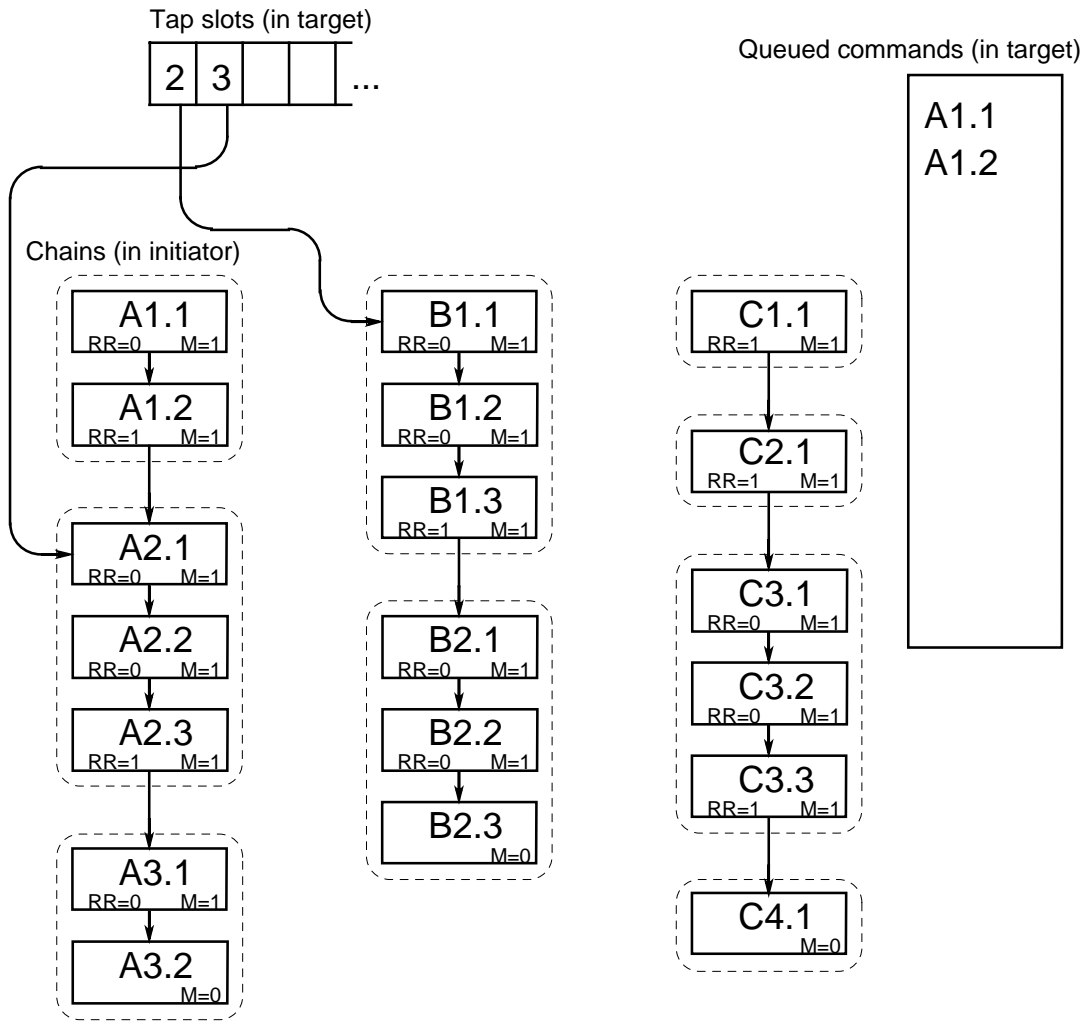 Tap slots (in target)
2 3 ...
Queued commands (in target)
A1.1
A1.2
Chains (in initiator)
A1.1
RR=0 M=1
A1.2
RR=1 M=1
A2.1
RR=0 M=1
A2.2
RR=0 M=1
A2.3
RR=1 M=1
A3.1
RR=0 M=1
A3.2
M=0
B1.1
RR=0 M=1
B1.2
RR=0 M=1
B1.3
RR=1 M=1
B2.1
RR=0 M=1
B2.2
RR=0 M=1
B2.3
M=0
C1.1
RR=1 M=1
C2.1
RR=1 M=1
C3.1
RR=0 M=1
C3.2
RR=0 M=1
C3.3
RR=1 M=1
C4.1
M=0